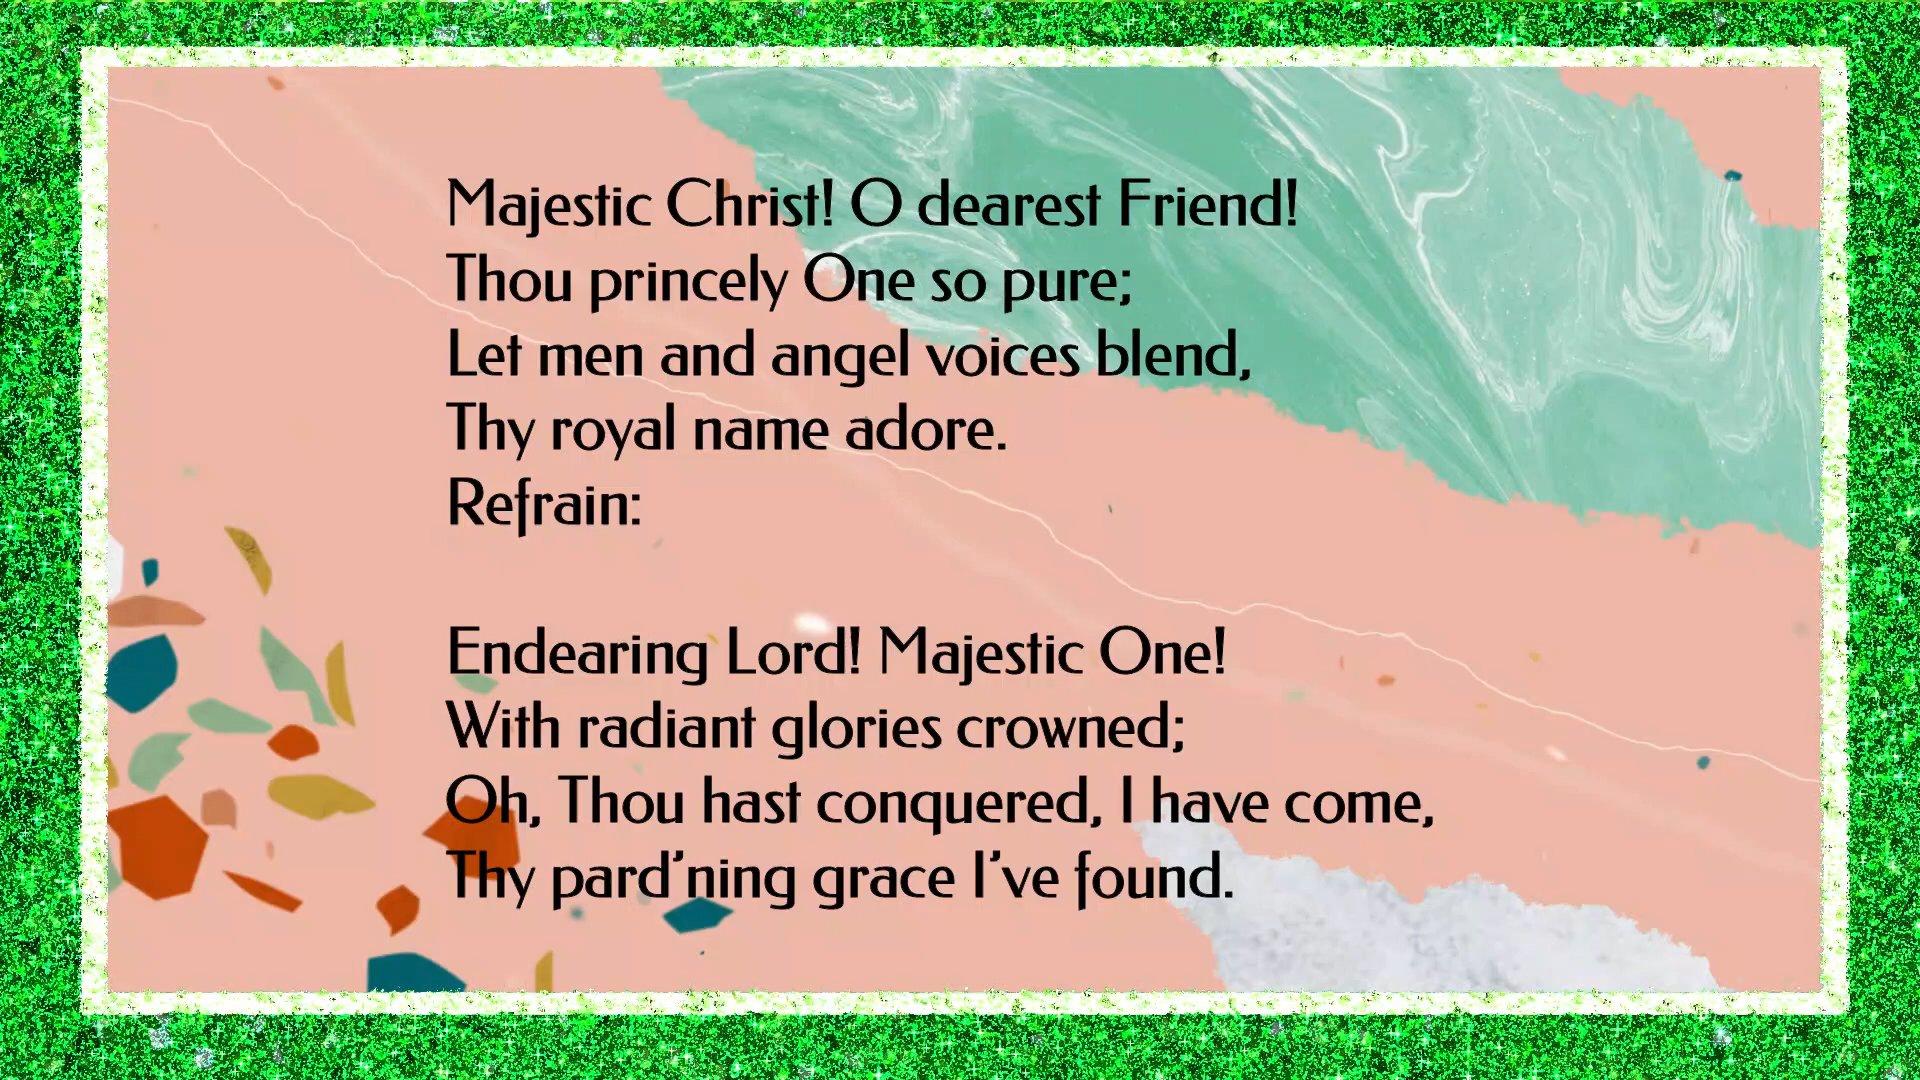 Majestic Christ! O dearest Friend!
Thou princely One so pure;
Let men and angel voices blend,
Thy royal name adore.
Refrain:
Endearing Lord! Majestic One!
With radiant glories crowned;
Oh, Thou hast conquered, I have come,
Thy pard’ning grace I’ve found.